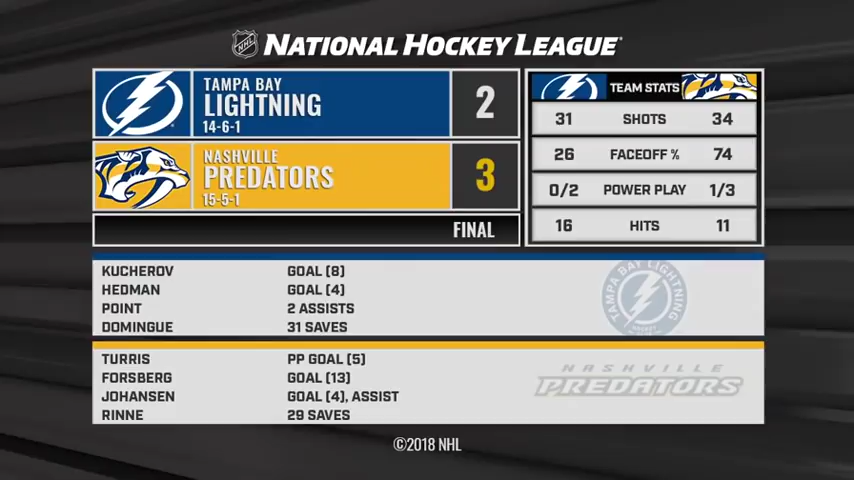 NHL NATIONAL HOCKEY LEAGUE
TAMPA BAY
LIGHTNING 2
14-6-1
NASHVILLE
PREDATORS 3
15-5-1
FINAL
TEAM STATS
31 SHOTS 34
26 FACEOFF % 74
0/2 POWER PLAY 1/3
16 HITS 11
KUCHEROV GOAL (8)
HEDMAN GOAL (4)
POINT 2 ASSISTS
DOMINGUE 31 SAVES
TAMPA BAY LIGHTNING
HOCKEY
TURRIS PP GOAL (5)
FORSBERG GOAL (13)
JOHANSEN GOAL (4), ASSIST
RINNE 29 SAVES
NASHVILLE
PREDATORS
©2018 NHL